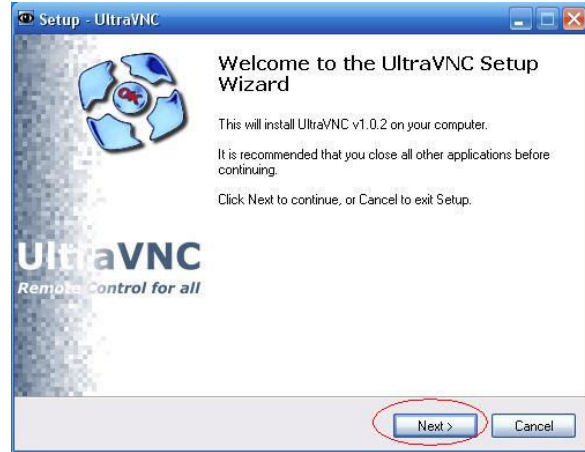 Setup - UltraVNC
Welcome to the UltraVNC Setup
Wizard
This will install UltraVNC v1.0.2 on your computer.
It is recommended that you close all other applications before
continuing.
Click Next to continue, or Cancel to exit Setup.
UltraVNC
Remote Control for all
Next >
Cancel